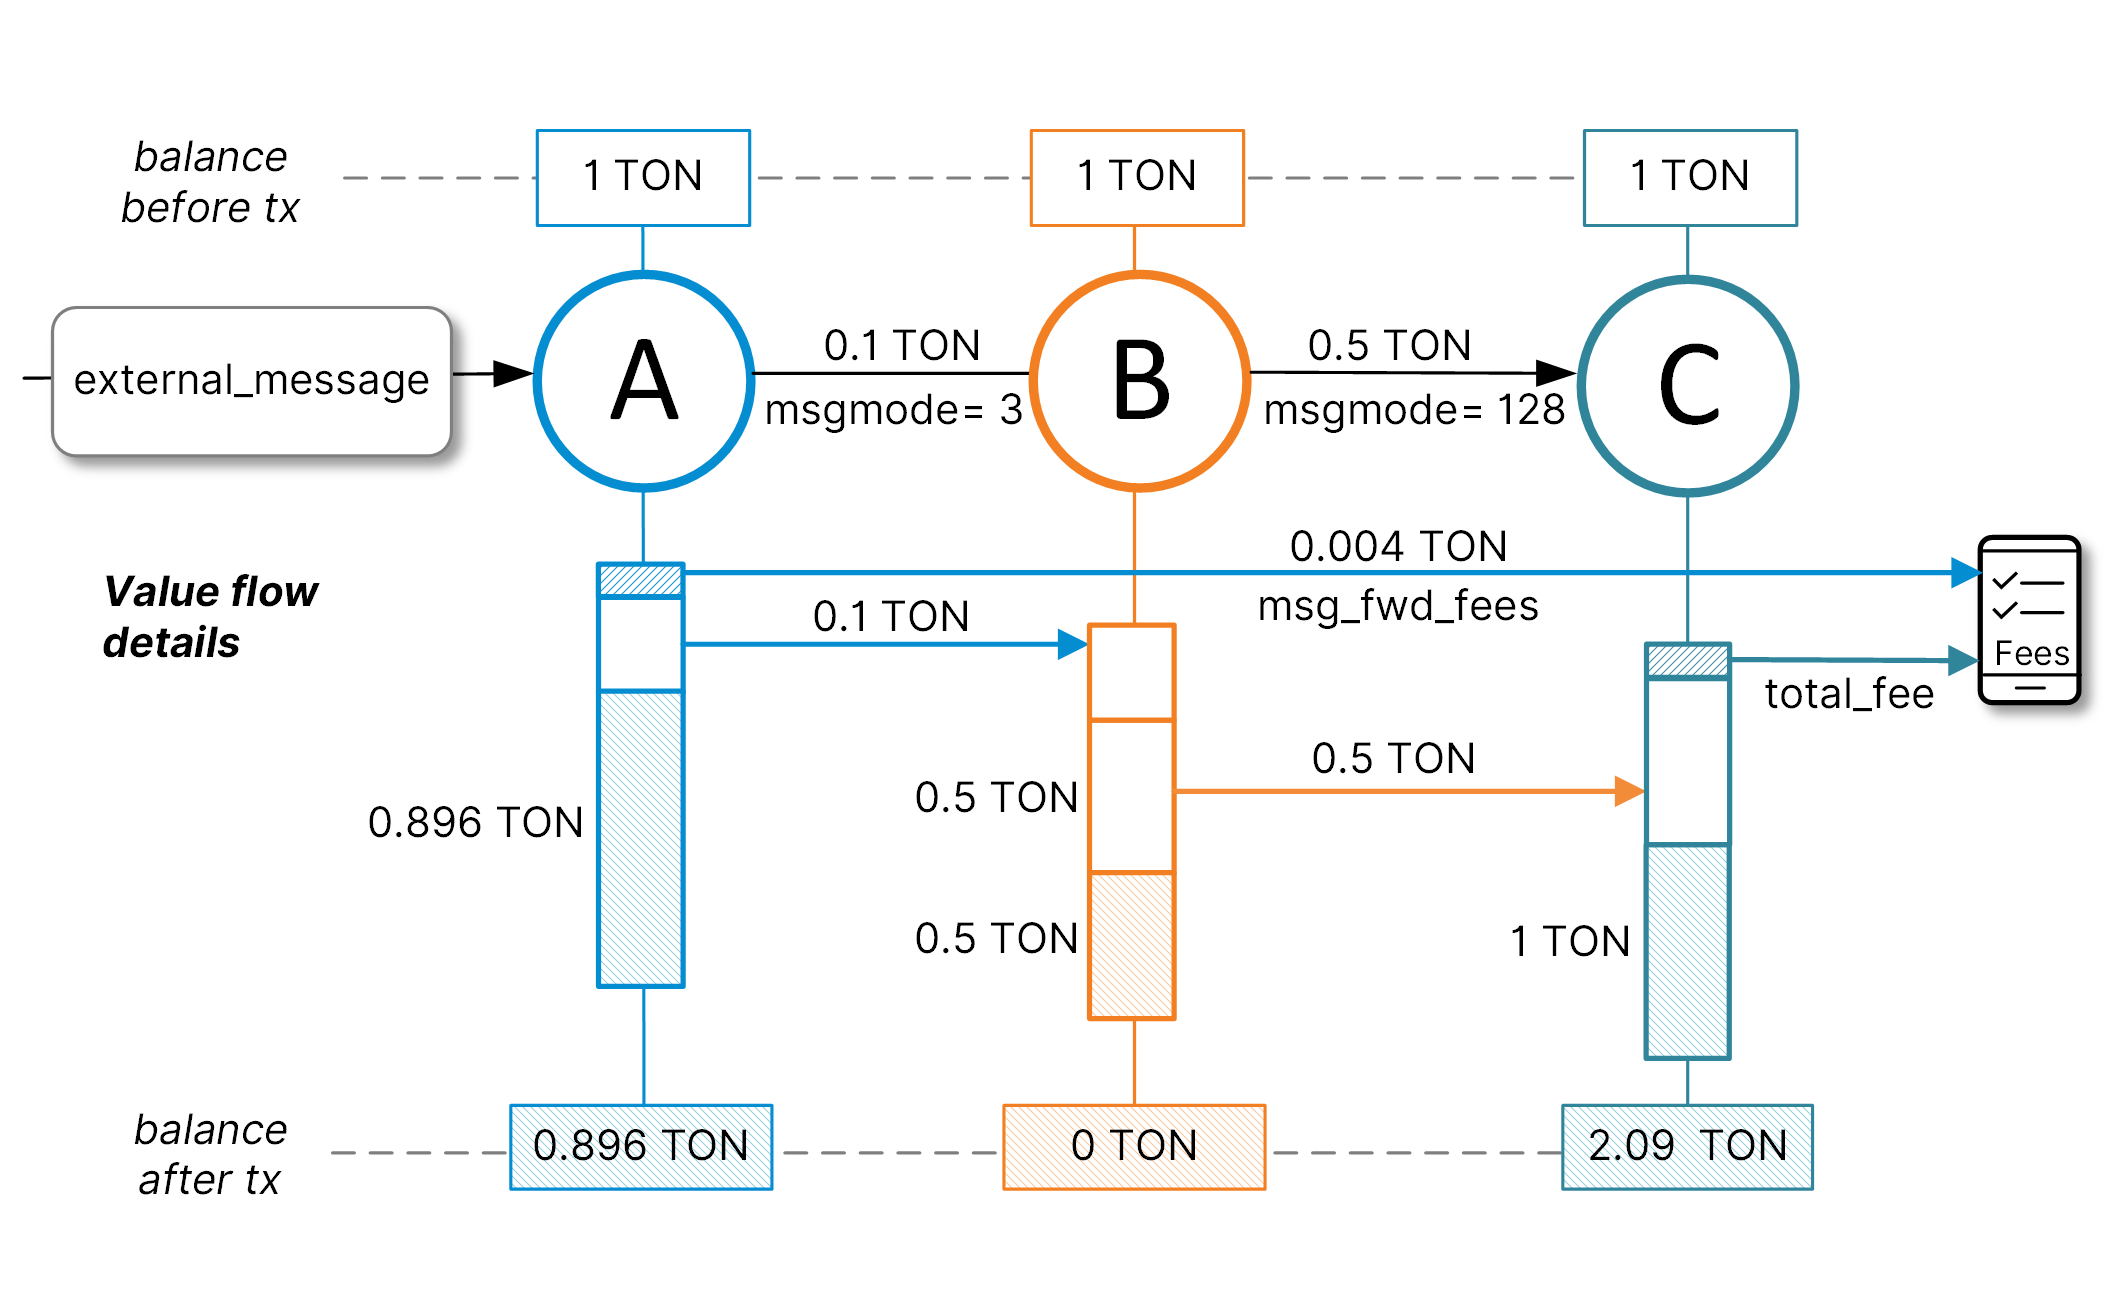 balance
before tx
1 TON
1 TON
1 TON
external_message
A
0.1 TON
msgmode= 3
B
0.5 TON
msgmode= 128
C
Value flow
details
0.004 TON
msg_fwd_fees
0.1 TON
Fees
total_fee
0.5 TON
0.5 TON
0.896 TON
0.5 TON
1 TON
balance
after tx
0.896 TON
0 TON
2.09 TON